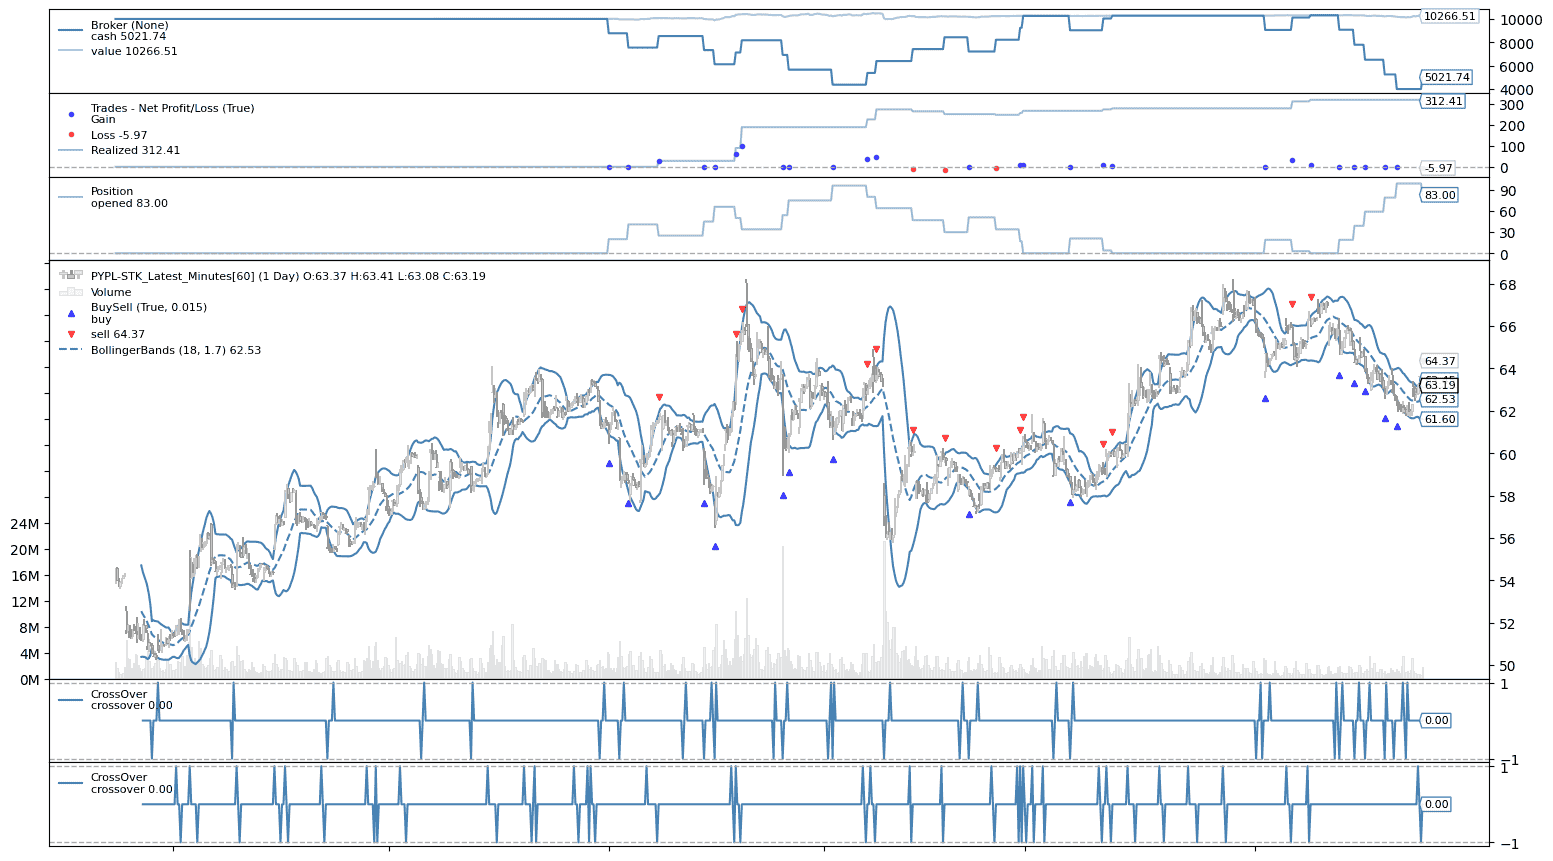 Broker (None)
cash 5021.74
value 10266.51
10266.51
10000
8000
6000
5021.74
4000
Trades - Net Profit/Loss (True)
Gain
Loss -5.97
Realized 312.41
312.41
300
200
100
0
-5.97
Position
opened 83.00
90
83.00
60
30
0
PYPL-STK_Latest_Minutes[60] (1 Day) O:63.37 H:63.41 L:63.08 C:63.19
Volume
BuySell (True, 0.015)
buy
sell 64.37
BollingerBands (18, 1.7) 62.53
68
66
64.37
64
63.19
62.53
62
61.60
60
58
56
54
52
50
24M
20M
16M
12M
8M
4M
0M
CrossOver
crossover 0.00
1
0.00
−1
CrossOver
crossover 0.00
1
0.00
−1